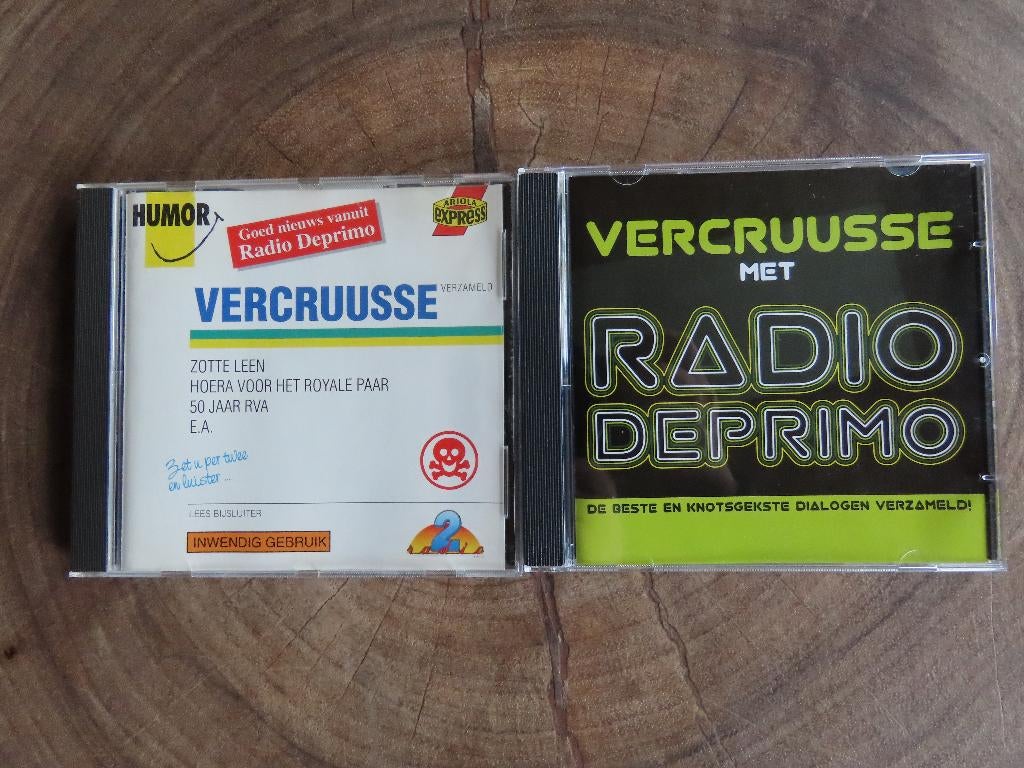 HUMOR
Goed nieuws vanuit
Radio Deprimo
ARIOLA
express
VERCRUUSSE VERZAMELD
ZOTTE LEEN
HOERA VOOR HET ROYALE PAAR
50 JAAR RVA
E.A.
Zet u per twee
en luister ...
LEES BIJSLUITER
INWENDIG GEBRUIK
2
VERCRUUSSE
MET
RADIO
DEPRIMO
DE BESTE EN KNOTSGEKSTE DIALOGEN VERZAMELD!